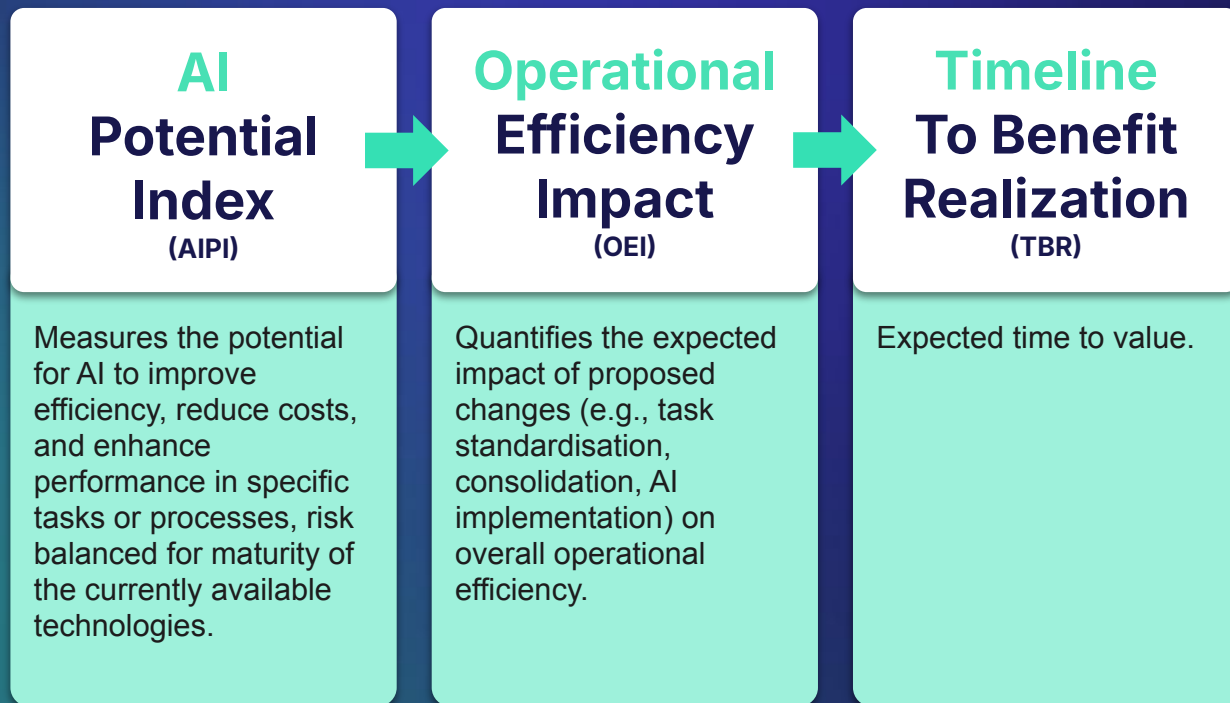 AI
Potential
Index
(AIPI)
Measures the potential
for AI to improve
efficiency, reduce costs,
and enhance
performance in specific
tasks or processes, risk
balanced for maturity of
the currently available
technologies.
Operational
Efficiency
Impact
(OEI)
Quantifies the expected
impact of proposed
changes (e.g., task
standardisation,
consolidation, AI
implementation) on
overall operational
efficiency.
Timeline
To Benefit
Realization
(TBR)
Expected time to value.